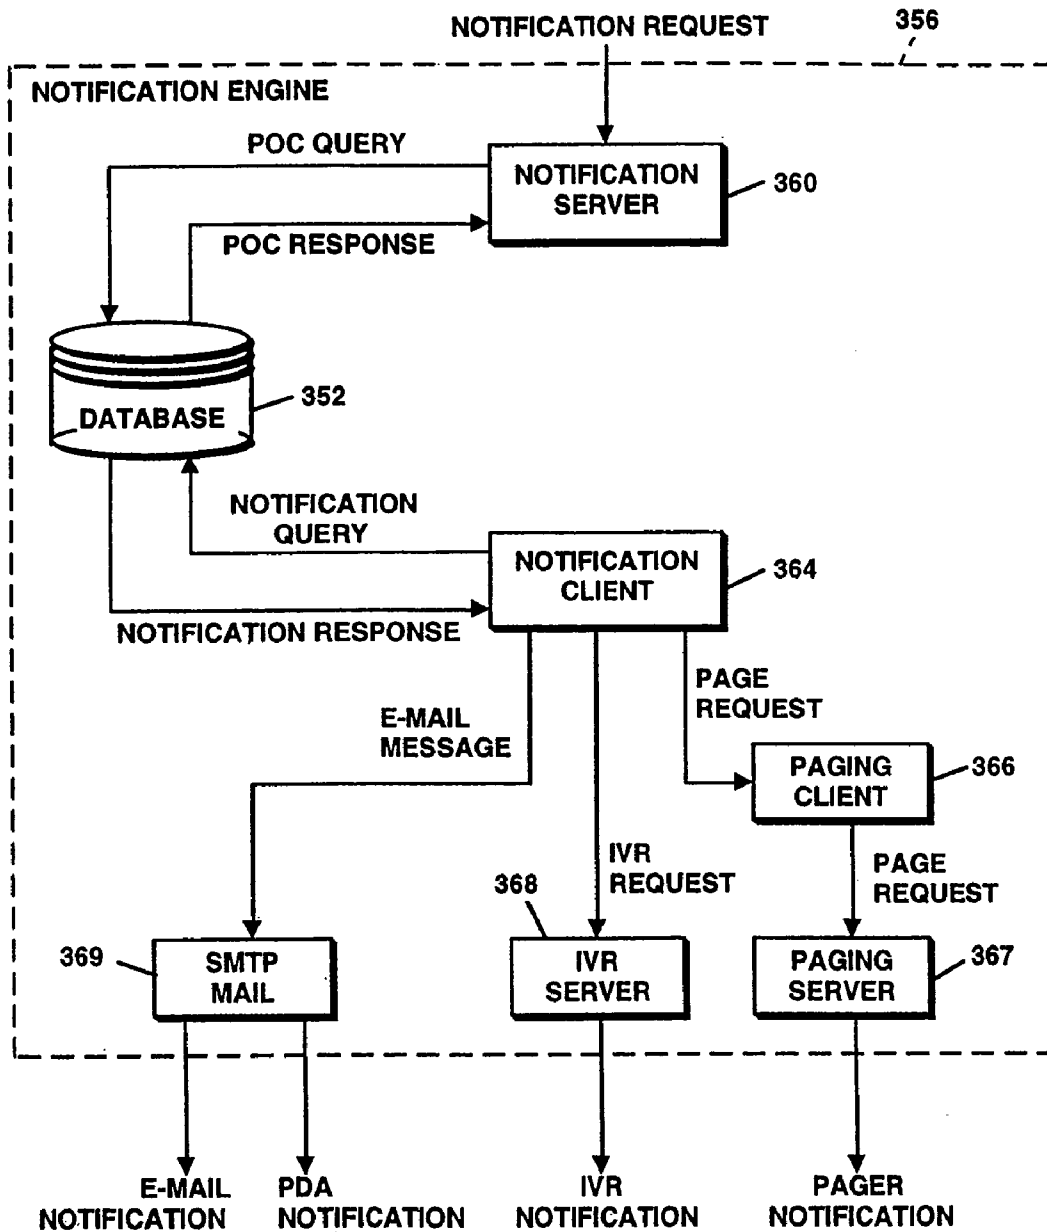 NOTIFICATION REQUEST
356
NOTIFICATION ENGINE
POC QUERY
NOTIFICATION
SERVER
360
POC RESPONSE
DATABASE
352
NOTIFICATION
QUERY
NOTIFICATION
CLIENT
364
NOTIFICATION RESPONSE
PAGE
REQUEST
E-MAIL
MESSAGE
PAGING
CLIENT
366
IVR
REQUEST
PAGE
REQUEST
368
369
SMTP
MAIL
IVR
SERVER
PAGING
SERVER
367
E-MAIL
NOTIFICATION
PDA
NOTIFICATION
IVR
NOTIFICATION
PAGER
NOTIFICATION